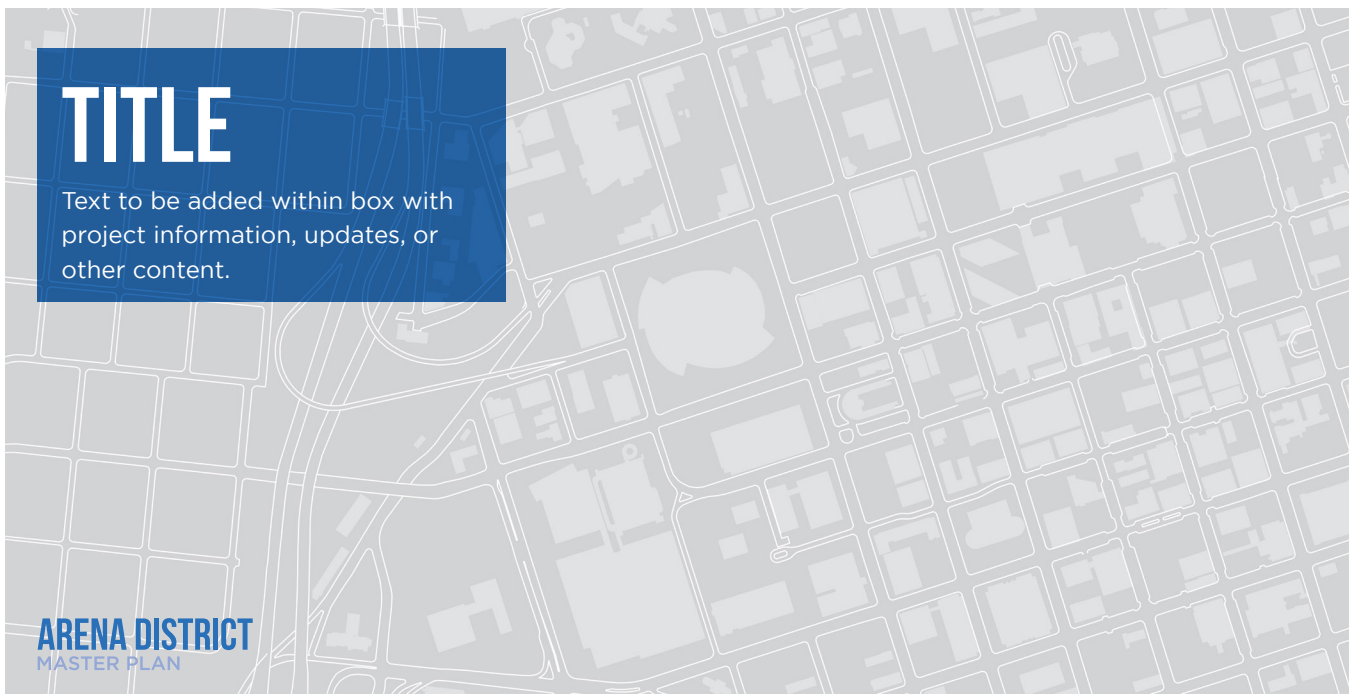 TITLE
Text to be added within box with
project information, updates, or
other content.
ARENA DISTRICT
MASTER PLAN